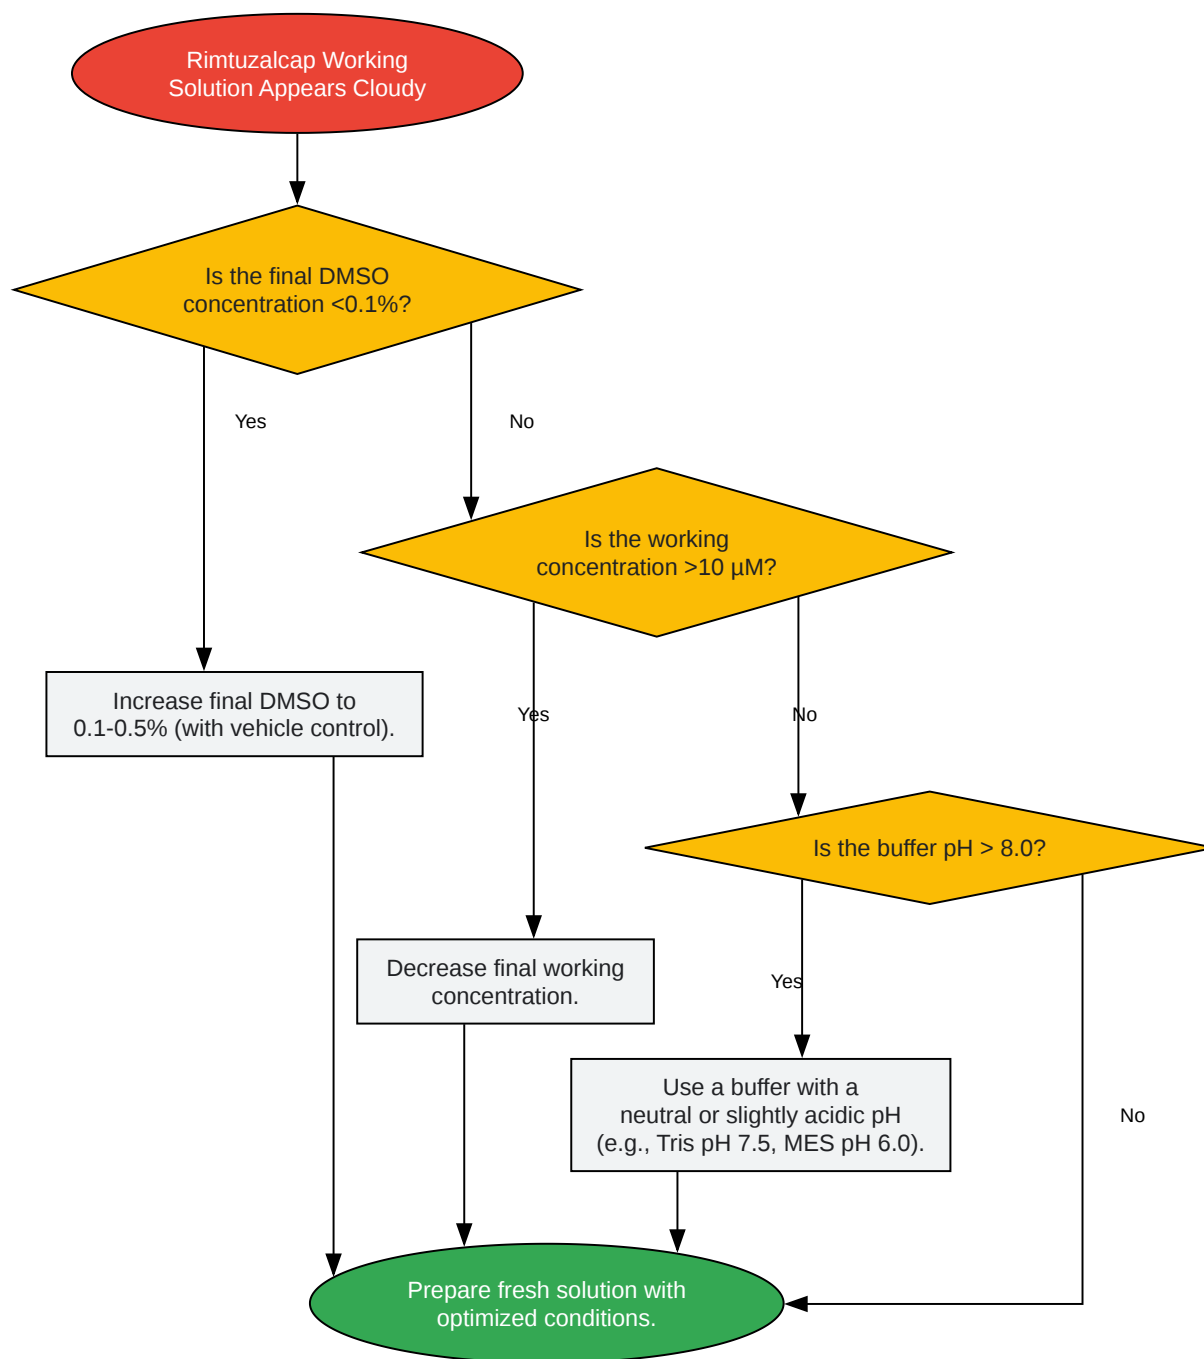 Rimtuzalcap Working
Solution Appears Cloudy
Is the final DMSO
concentration <0.1%?
Yes
No
Is the working
concentration >10 µM?
Increase final DMSO to
0.1-0.5% (with vehicle control).
Yes
No
Is the buffer pH > 8.0?
Decrease final working
concentration.
Yes
Use a buffer with a
neutral or slightly acidic pH
(e.g., Tris pH 7.5, MES pH 6.0).
No
Prepare fresh solution with
optimized conditions.